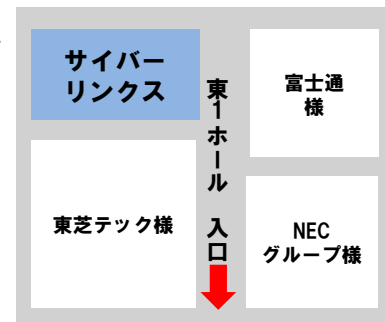 サイバー
リンクス
富士通
様
東1ホール 入口
東芝テック様
NEC
グループ様